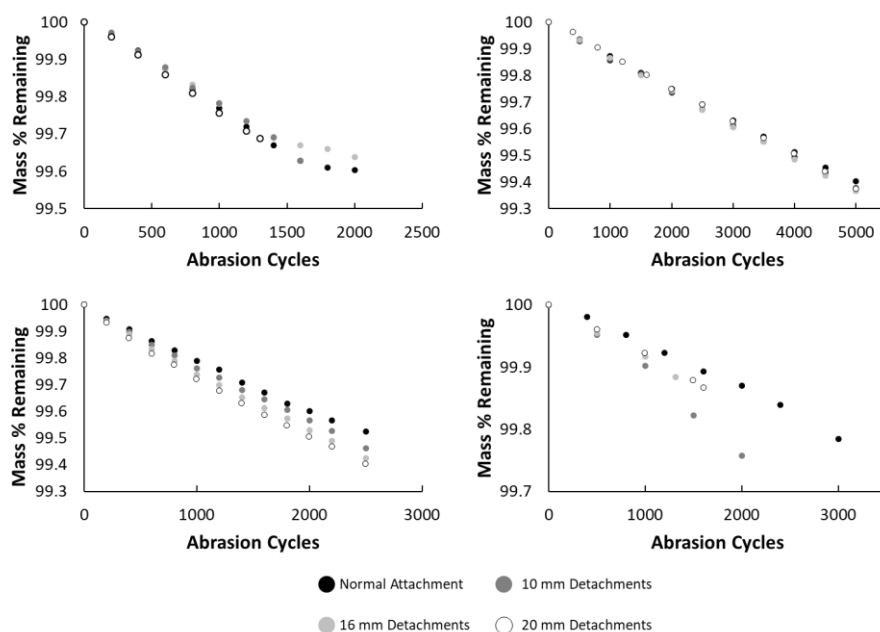 100
99.9
99.8
99.7
99.6
99.5
Mass % Remaining
0 500 1000 1500 2000 2500
Abrasion Cycles
100
99.9
99.8
99.7
99.6
99.5
99.4
99.3
Mass % Remaining
0 1000 2000 3000 4000 5000
Abrasion Cycles
100
99.9
99.8
99.7
99.6
99.5
99.4
99.3
Mass % Remaining
0 1000 2000 3000
Abrasion Cycles
100
99.9
99.8
99.7
Mass % Remaining
0 1000 2000 3000
Abrasion Cycles
Normal Attachment 10 mm Detachments
16 mm Detachments 20 mm Detachments